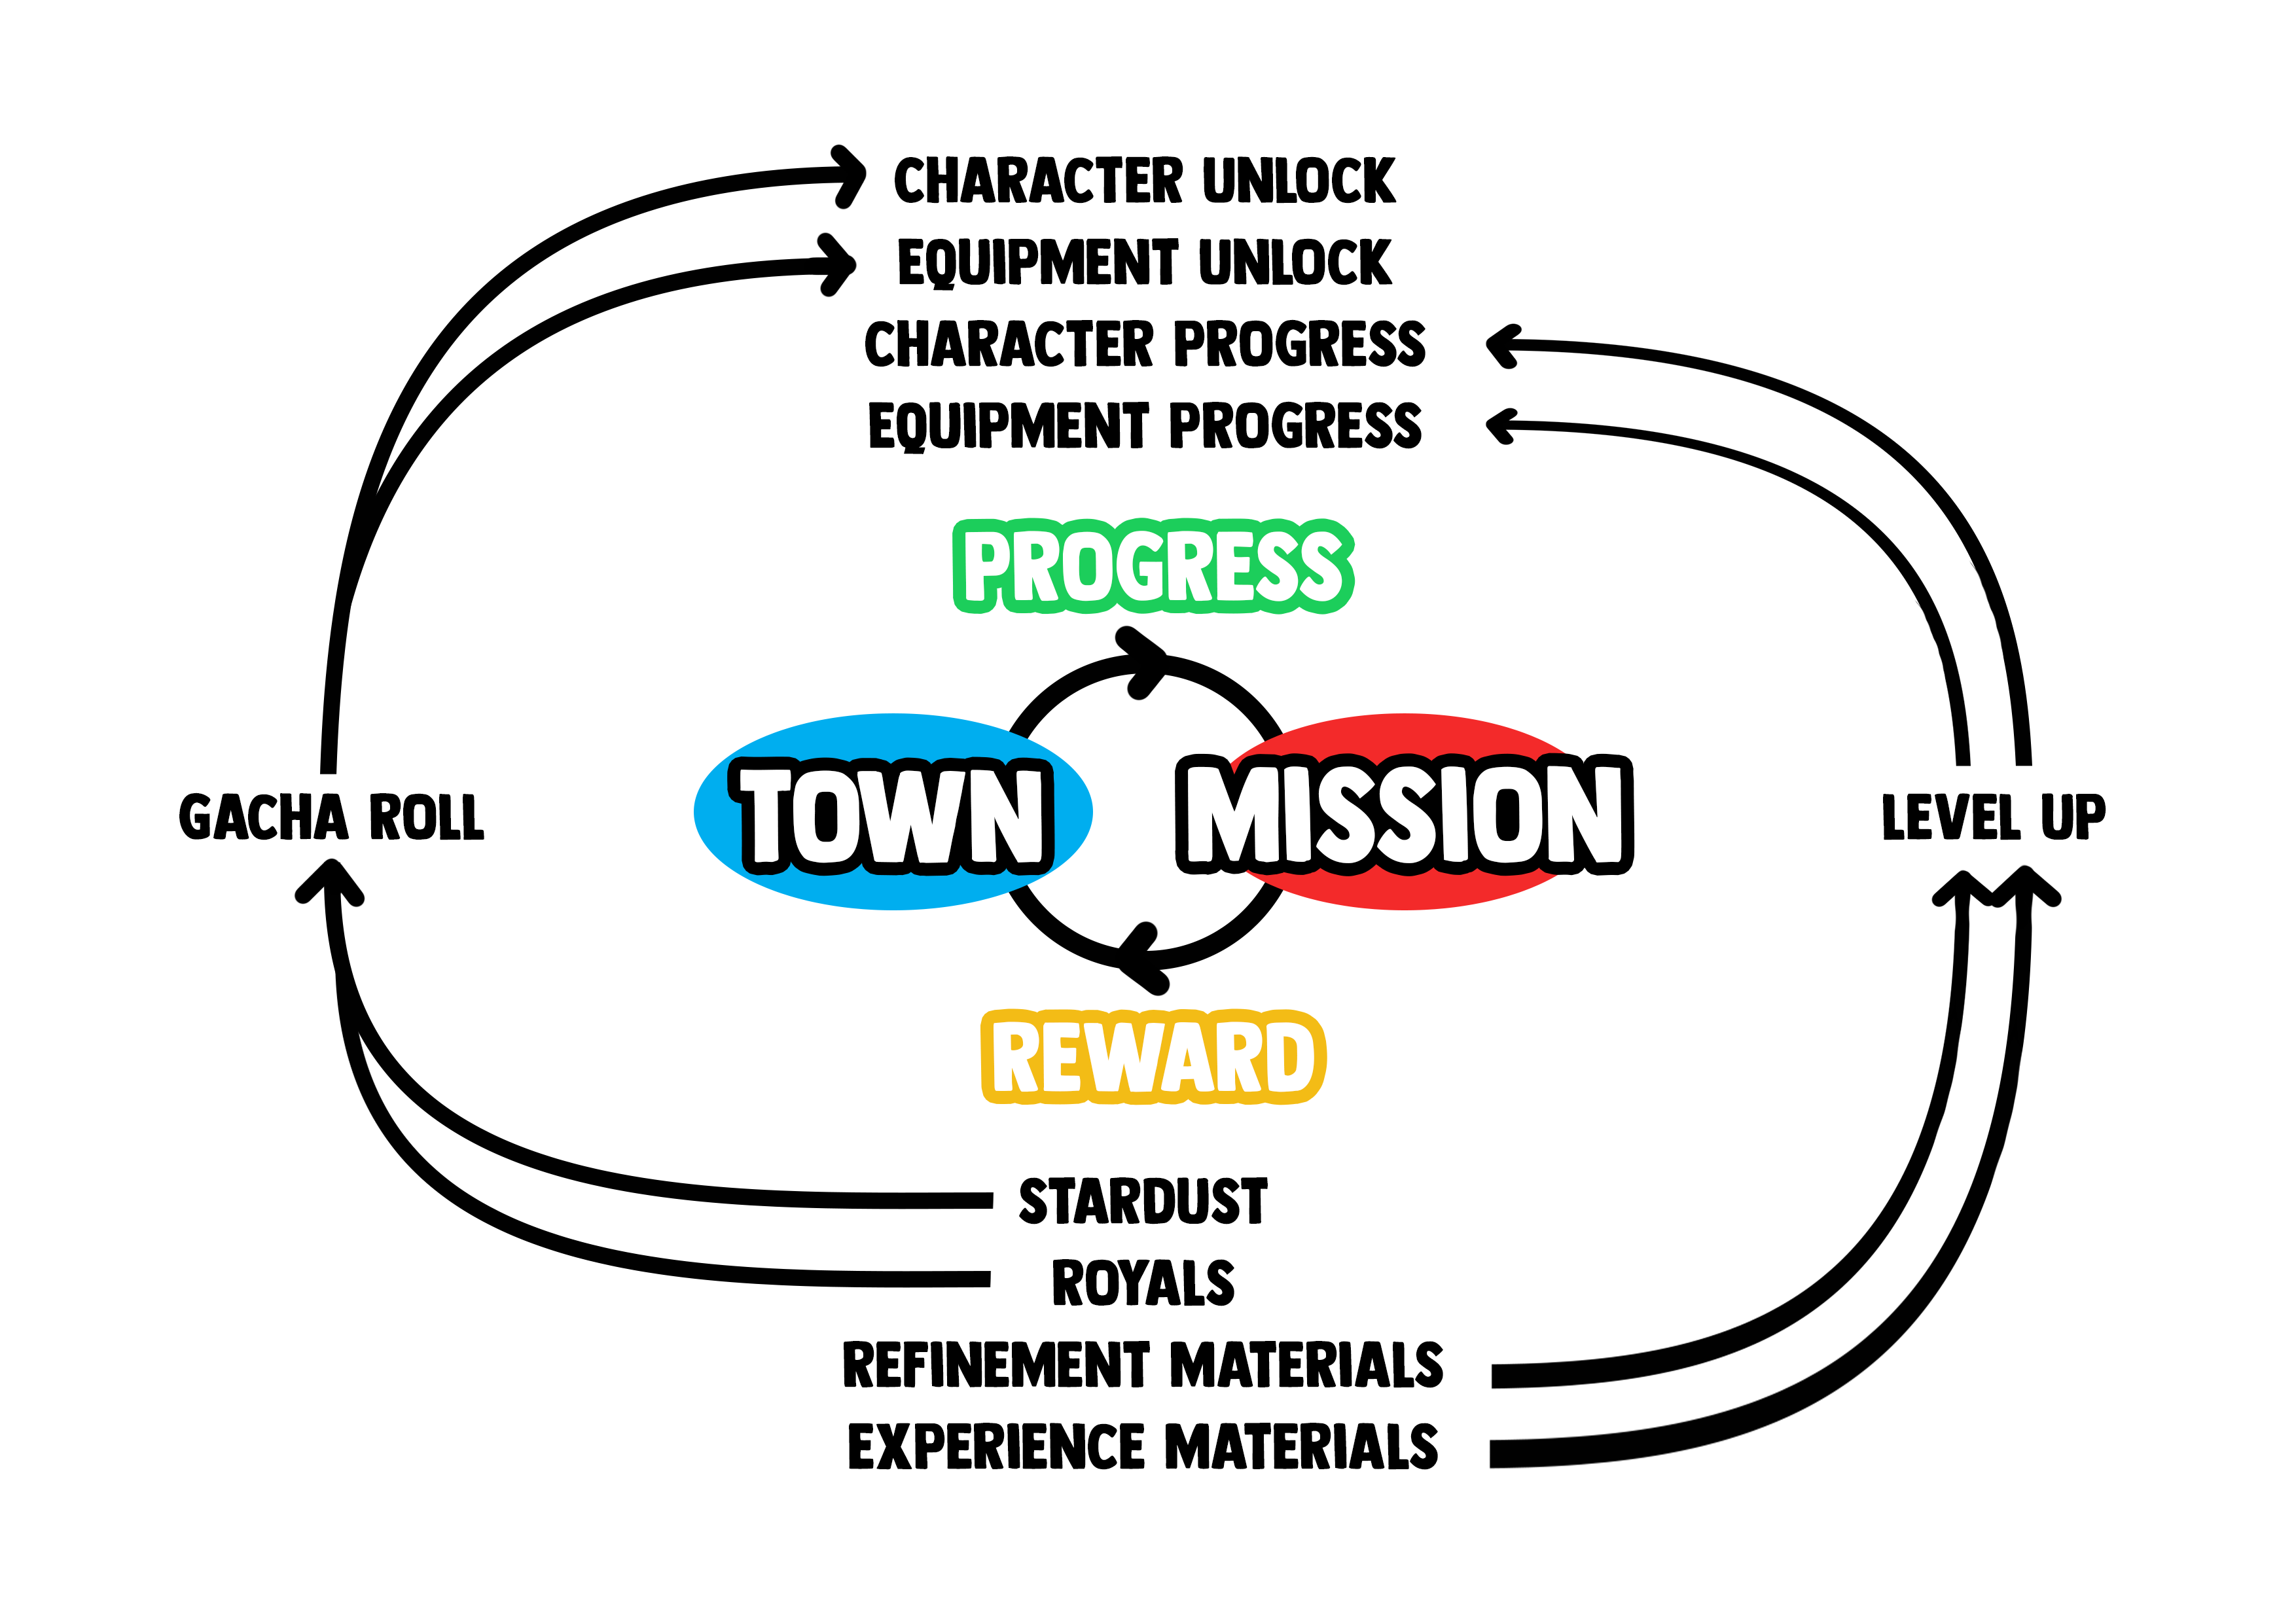 CHARACTER UNLOCK
EQUIPMENT UNLOCK
CHARACTER PROGRESS
EQUIPMENT PROGRESS
PROGRESS
TOWN
MISSION
GACHA ROLL
LEVEL UP
REWARD
STARDUST
ROYALS
REFINEMENT MATERIALS
EXPERIENCE MATERIALS